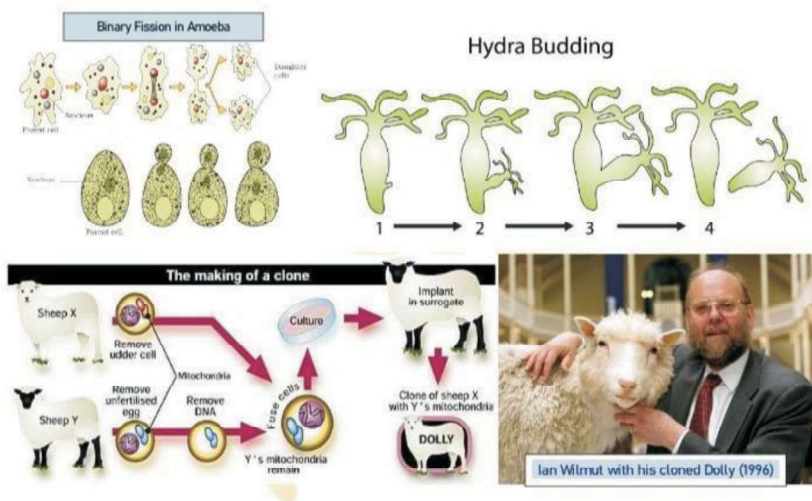 Binary Fission in Amoeba
Daughter
cells
Nucleus
Parent cell
Nucleus
Parent cell
Hydra Budding
1
2
3
4
The making of a clone
Sheep X
Remove
udder cell
Mitochondria
Sheep Y
Remove
unfertilised
egg
Remove
DNA
Fuse cells
Y's mitochondria
remain
Culture
Implant
in surrogate
Clone of sheep X
with Y's mitochondria
DOLLY
Ian Wilmut with his cloned Dolly (1996)